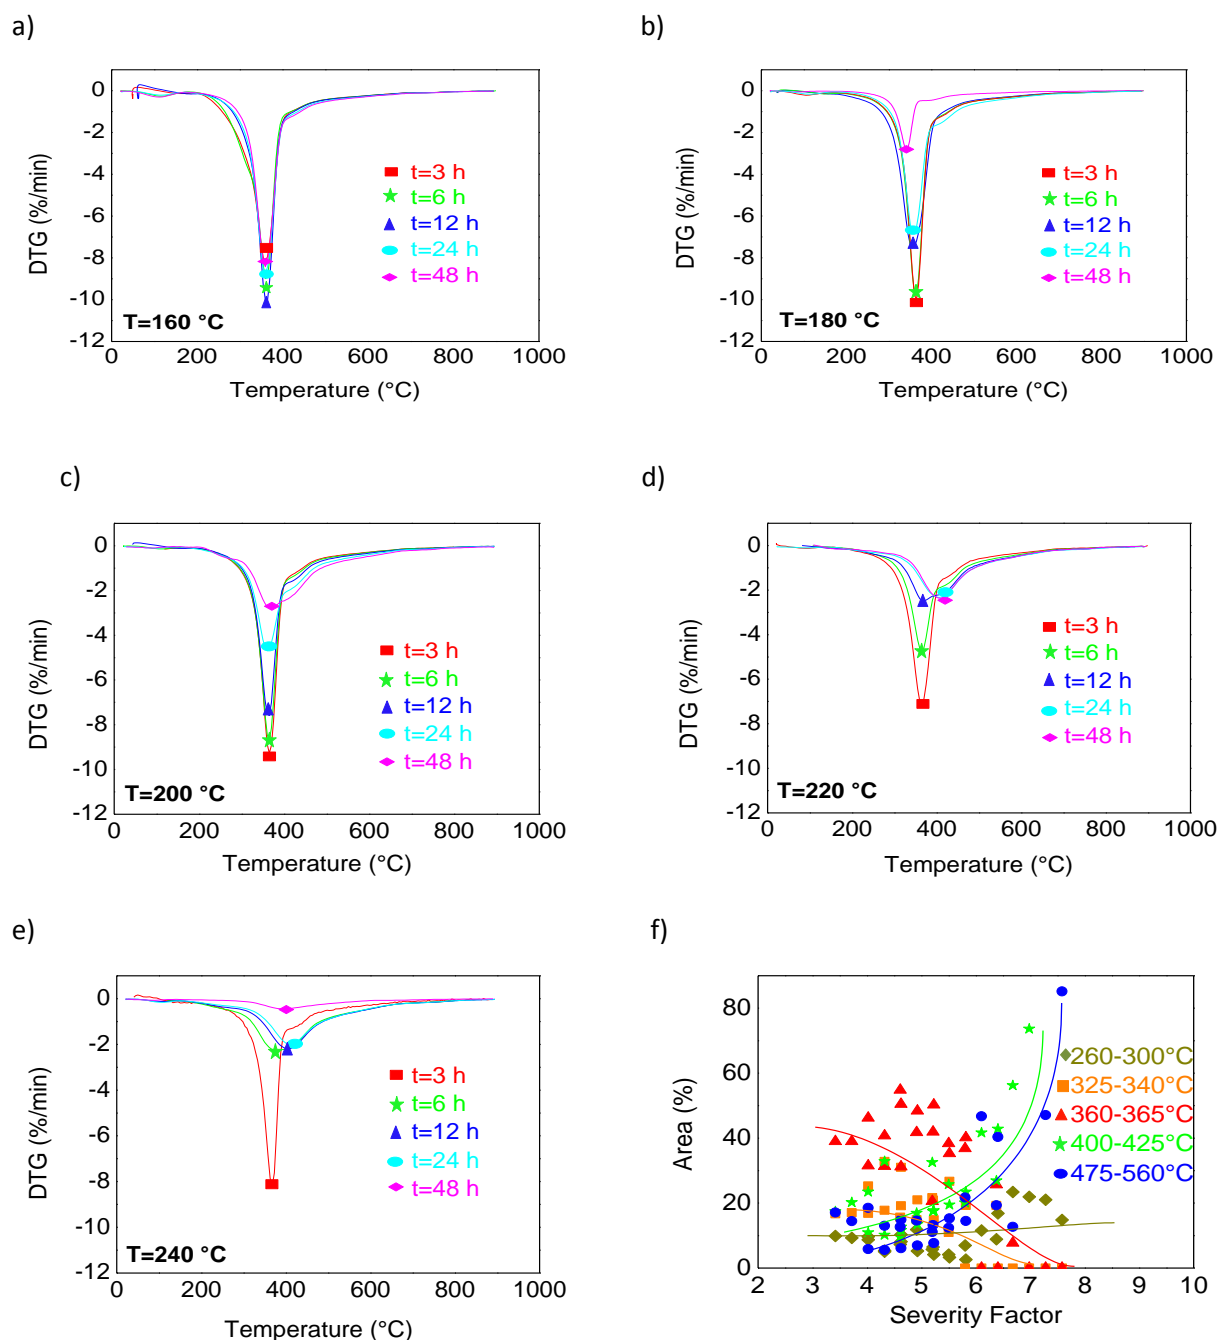 a)
b)
0
-2
-4
-6
-8
-10
-12
DTG (%/min)
t=3 h
t=6 h
t=12 h
t=24 h
t=48 h
T=160 °C
0 200 400 600 800 1000
Temperature (°C)
0
-2
-4
-6
-8
-10
-12
DTG (%/min)
t=3 h
t=6 h
t=12 h
t=24 h
t=48 h
T=180 °C
0 200 400 600 800 1000
Temperature (°C)
c)
d)
0
-2
-4
-6
-8
-10
-12
DTG (%/min)
t=3 h
t=6 h
t=12 h
t=24 h
t=48 h
T=200 °C
0 200 400 600 800 1000
Temperature (°C)
0
-2
-4
-6
-8
-10
-12
DTG (%/min)
t=3 h
t=6 h
t=12 h
t=24 h
t=48 h
T=220 °C
0 200 400 600 800 1000
Temperature (°C)
e)
f)
0
-2
-4
-6
-8
-10
-12
DTG (%/min)
t=3 h
t=6 h
t=12 h
t=24 h
t=48 h
T=240 °C
0 200 400 600 800 1000
Temperature (°C)
80
60
40
20
0
Area (%)
260-300°C
325-340°C
360-365°C
400-425°C
475-560°C
2 3 4 5 6 7 8 9 10
Severity Factor